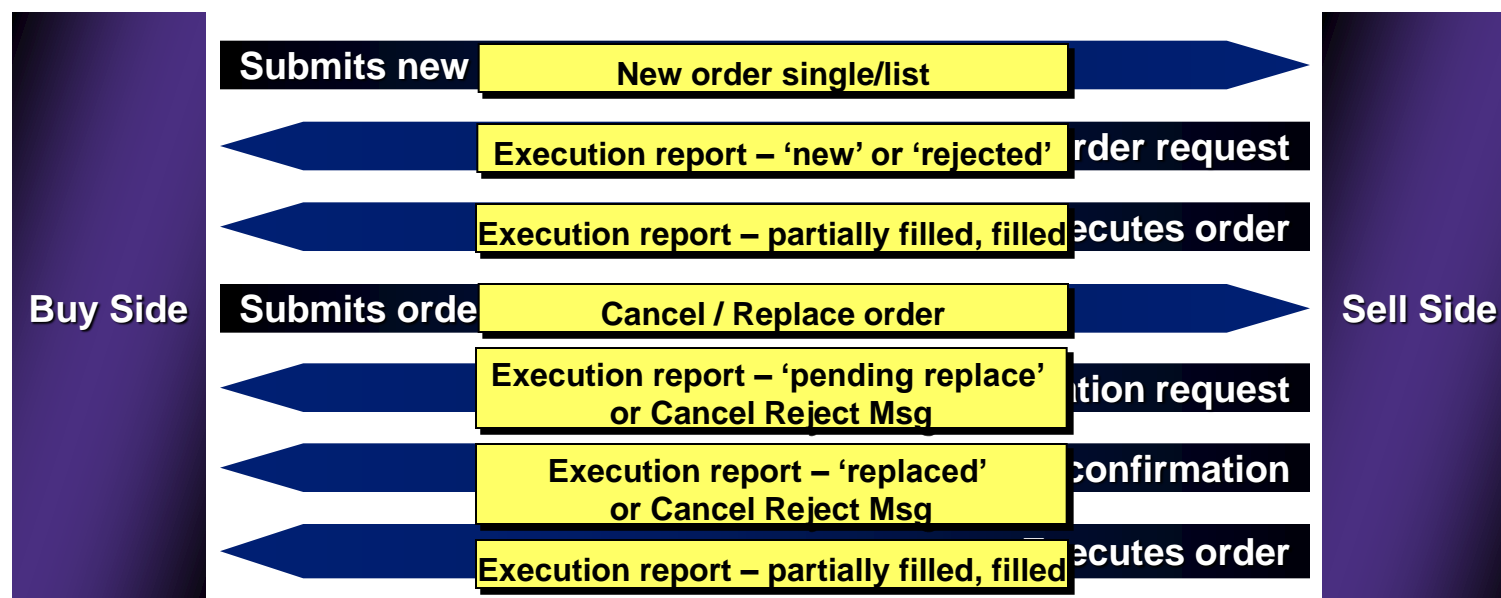 Submits new
New order single/list
Execution report – ‘new’ or ‘rejected’
rder request
Execution report – partially filled, filled
ecutes order
Buy Side
Submits orde
Cancel / Replace order
Sell Side
Execution report – ‘pending replace’
or Cancel Reject Msg
tion request
Execution report – ‘replaced’
or Cancel Reject Msg
confirmation
Execution report – partially filled, filled
ecutes order